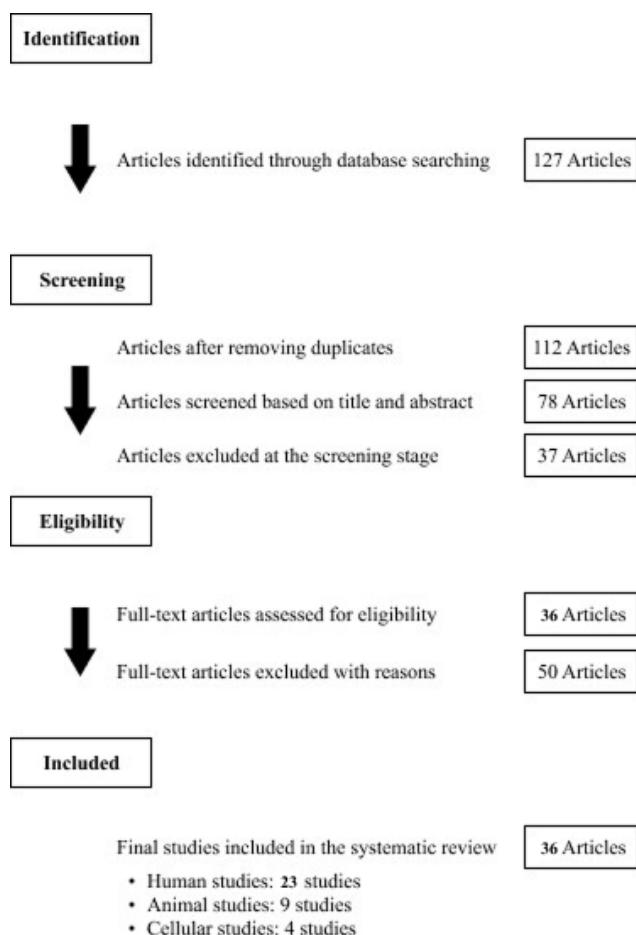 Identification
Articles identified through database searching 127 Articles
Screening
Articles after removing duplicates 112 Articles
Articles screened based on title and abstract 78 Articles
Articles excluded at the screening stage 37 Articles
Eligibility
Full-text articles assessed for eligibility 36 Articles
Full-text articles excluded with reasons 50 Articles
Included
Final studies included in the systematic review 36 Articles
• Human studies: 23 studies
• Animal studies: 9 studies
• Cellular studies: 4 studies